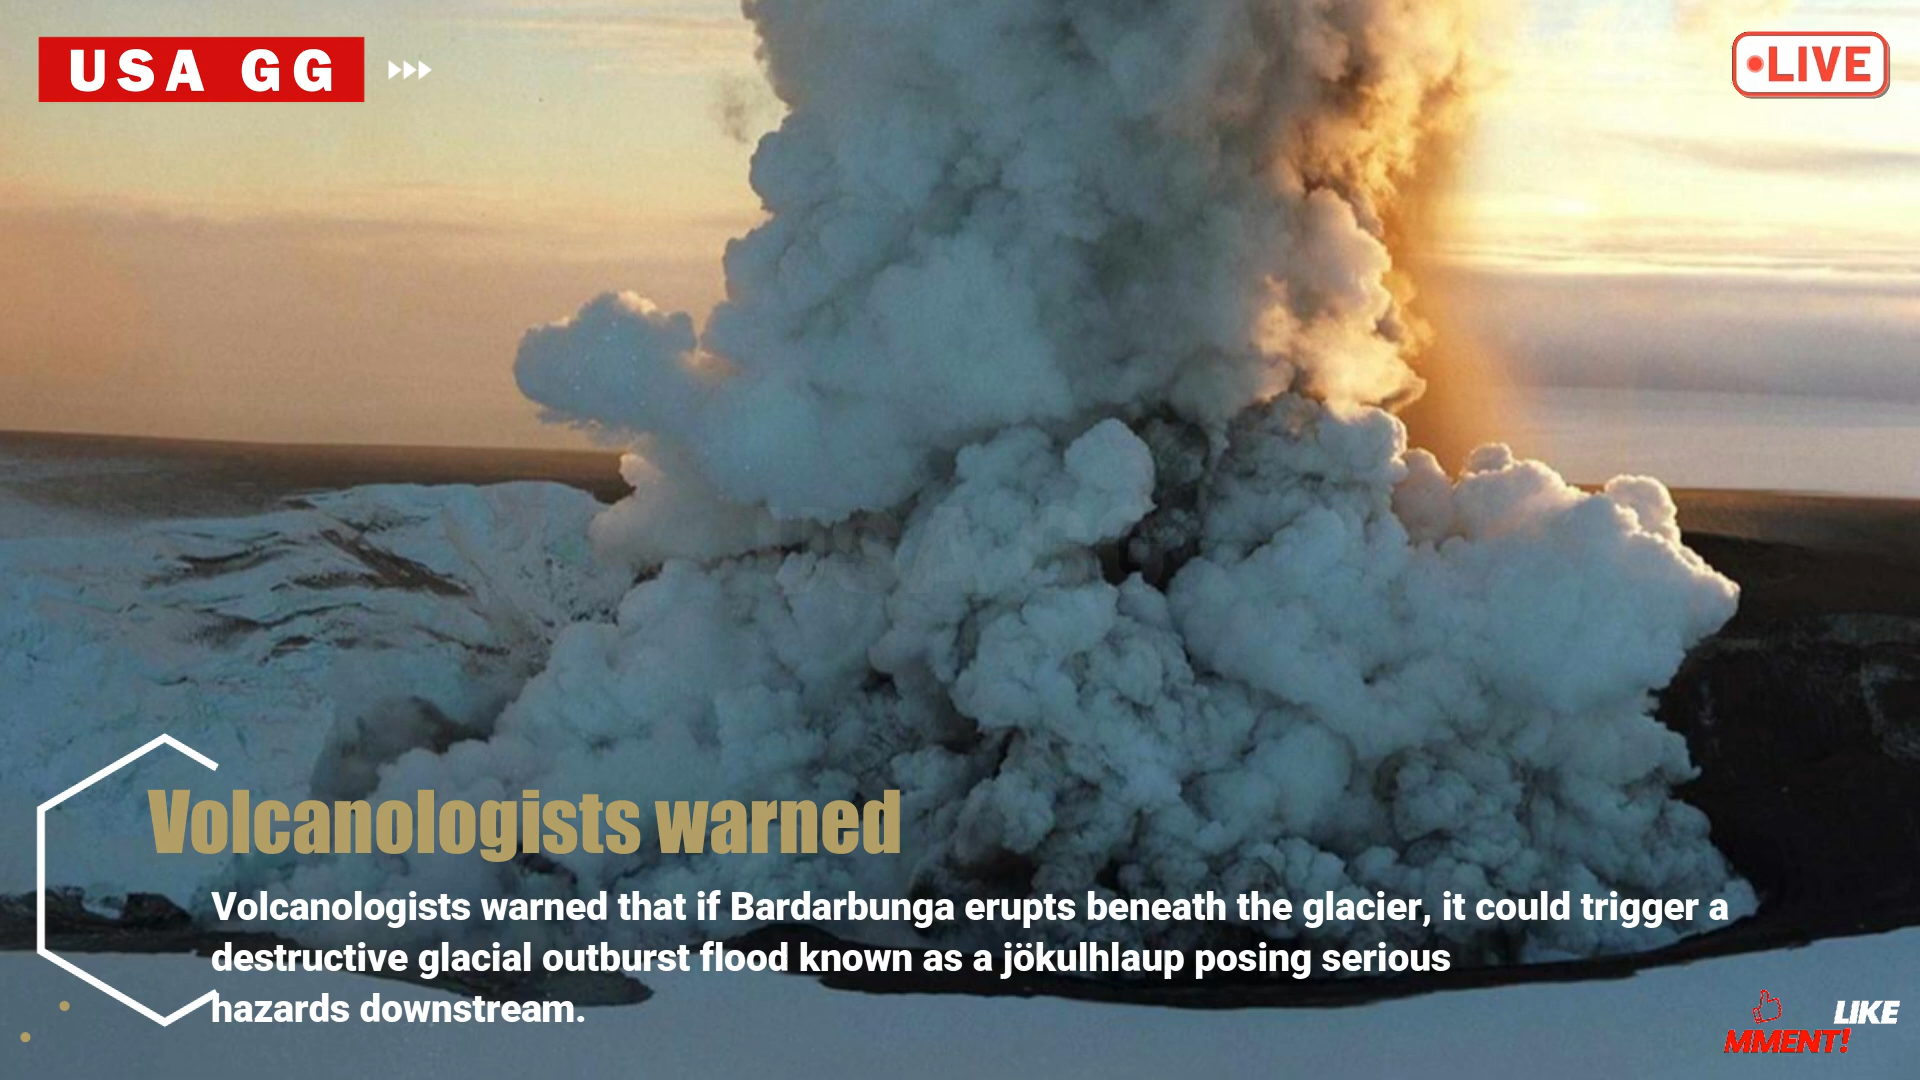 USA GG
LIVE
Volcanologists warned
Volcanologists warned that if Bardarbunga erupts beneath the glacier, it could trigger a
destructive glacial outburst flood known as a jökulhlaup posing serious
hazards downstream.
LIKE
MMENT!